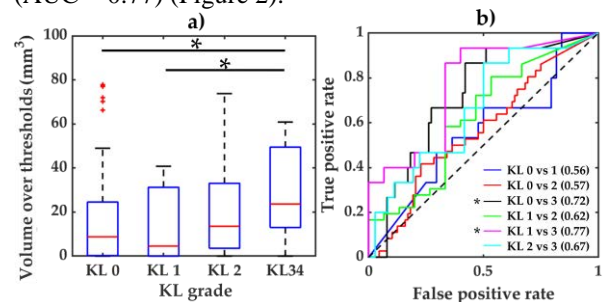 (AUC = 0.77) (Figure 2).
a)
Volume over thresholds (mm³)
100
80
60
40
20
0
*
*
KL 0
KL 1
KL 2
KL34
KL grade
b)
True positive rate
1
0.8
0.6
0.4
0.2
0
KL 0 vs 1 (0.56)
KL 0 vs 2 (0.57)
* KL 0 vs 3 (0.72)
KL 1 vs 2 (0.62)
* KL 1 vs 3 (0.77)
KL 2 vs 3 (0.67)
0
0.5
1
False positive rate